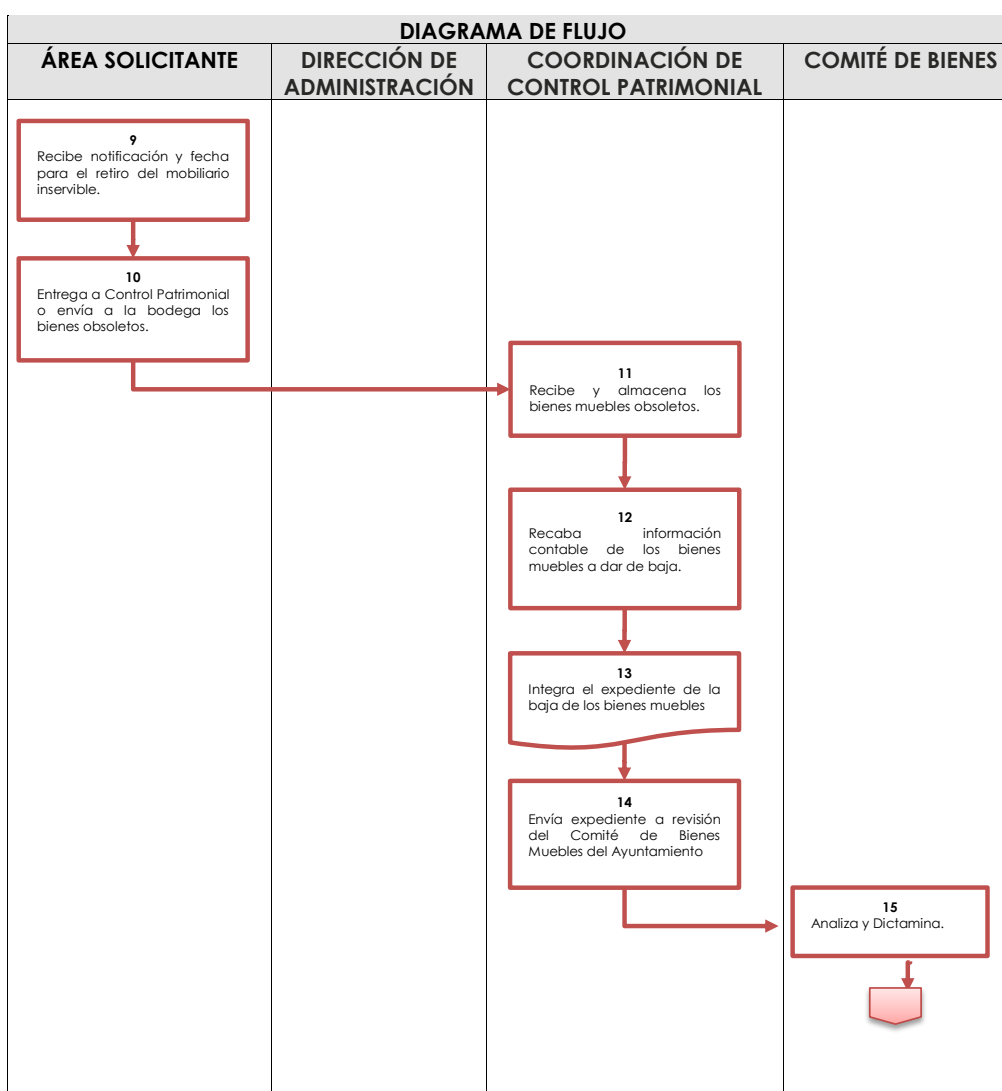 DIAGRAMA DE FLUJO
ÁREA SOLICITANTE
DIRECCIÓN DE
ADMINISTRACIÓN
COORDINACIÓN DE
CONTROL PATRIMONIAL
COMITÉ DE BIENES
9
Recibe notificación y fecha
para el retiro del mobiliario
inservible.
10
Entrega a Control Patrimonial
o envía a la bodega los
bienes obsoletos.
11
Recibe y almacena los
bienes muebles obsoletos.
12
Recaba información
contable de los bienes
muebles a dar de baja.
13
Integra el expediente de la
baja de los bienes muebles
14
Envía expediente a revisión
del Comité de Bienes
Muebles del Ayuntamiento
15
Analiza y Dictamina.